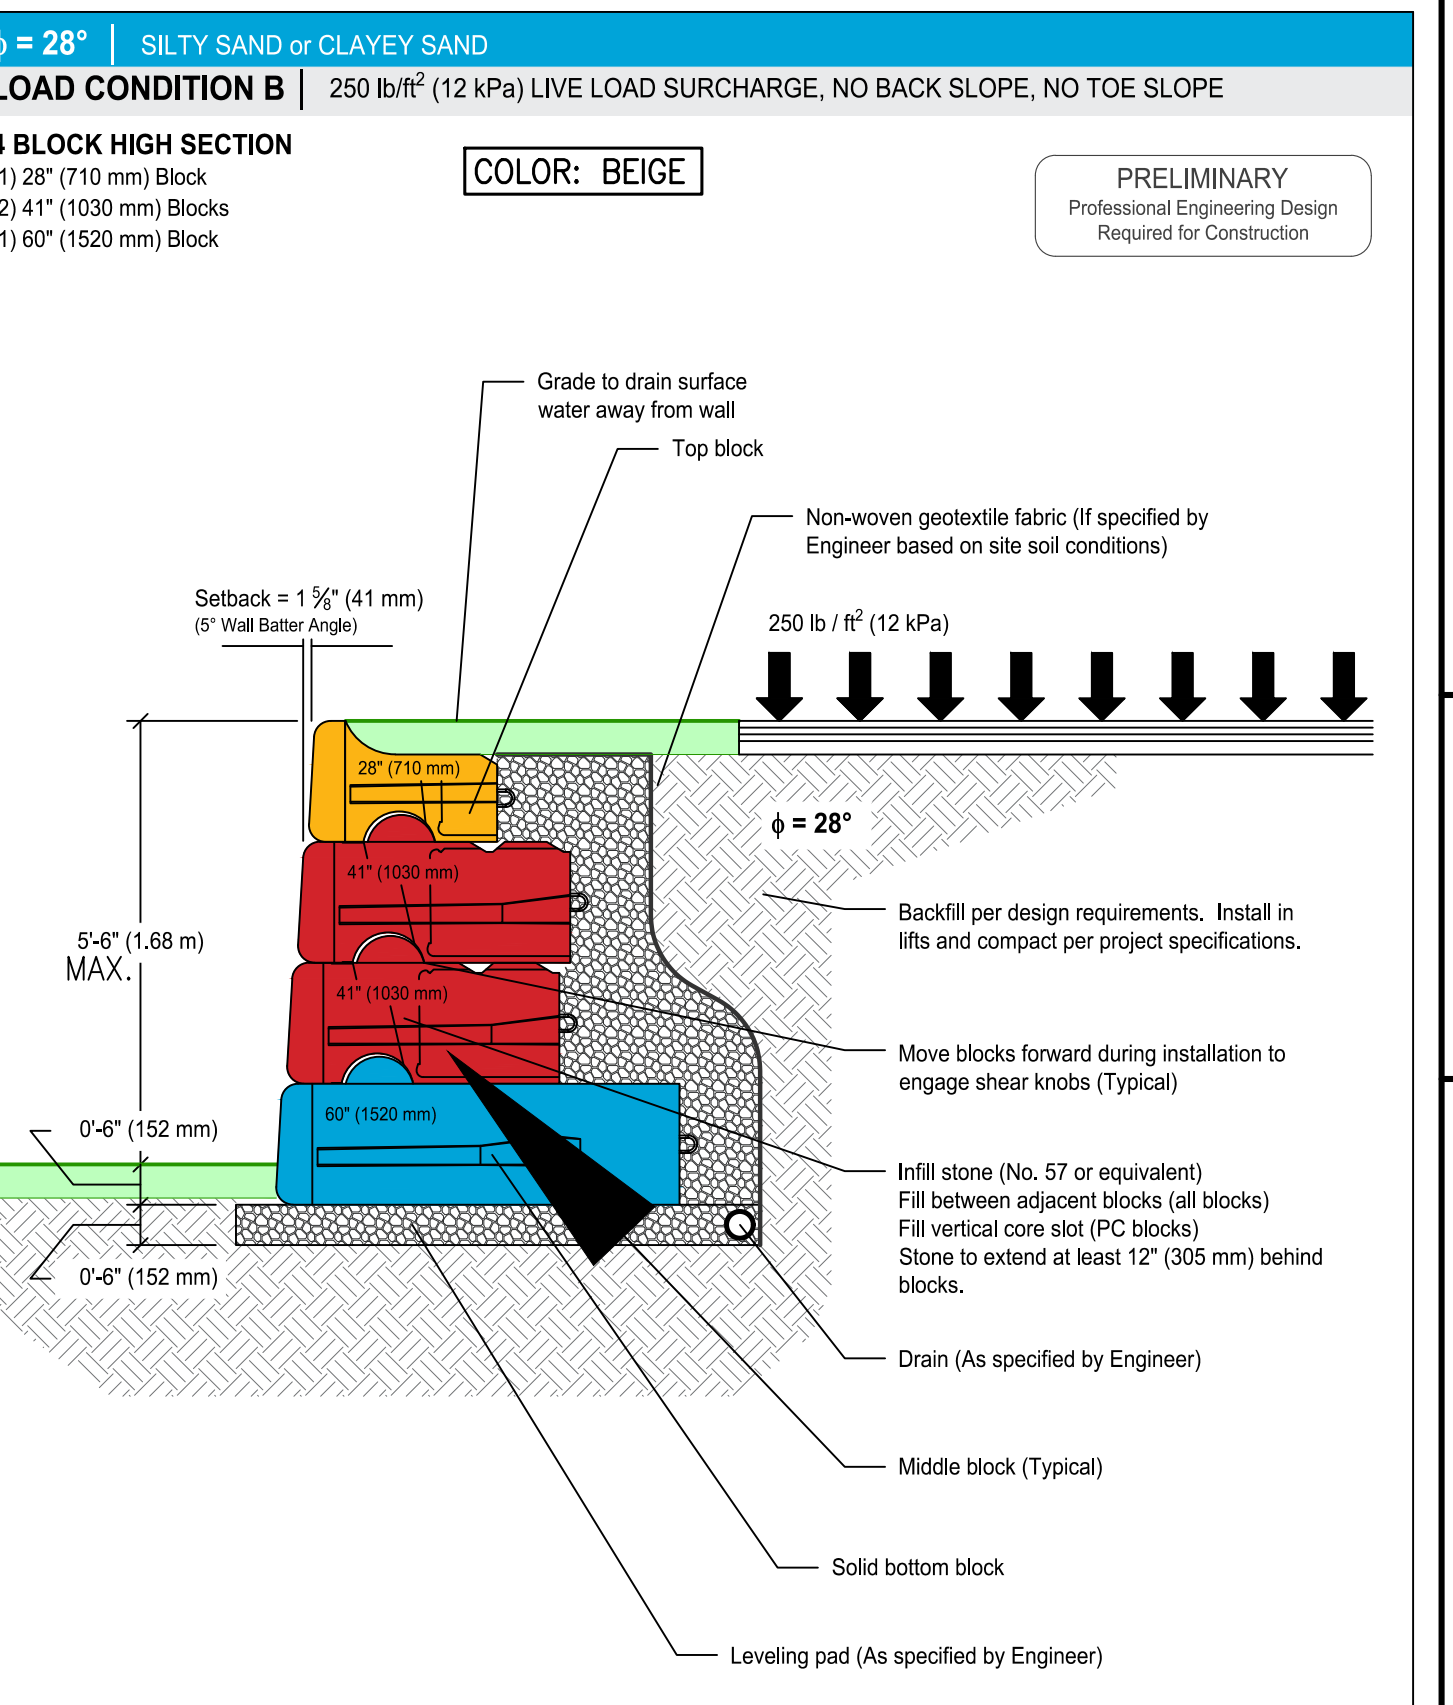 ϕ = 28° | SILTY SAND or CLAYEY SAND
LOAD CONDITION B | 250 lb/ft² (12 kPa) LIVE LOAD SURCHARGE, NO BACK SLOPE, NO TOE SLOPE
4 BLOCK HIGH SECTION
1) 28" (710 mm) Block
2) 41" (1030 mm) Blocks
1) 60" (1520 mm) Block
COLOR: BEIGE
PRELIMINARY
Professional Engineering Design
Required for Construction
Grade to drain surface
water away from wall
Top block
Non-woven geotextile fabric (If specified by
Engineer based on site soil conditions)
Setback = 1 5⁄8" (41 mm)
(5° Wall Batter Angle)
250 lb / ft² (12 kPa)
28" (710 mm)
ϕ = 28°
41" (1030 mm)
Backfill per design requirements. Install in
lifts and compact per project specifications.
5'-6" (1.68 m)
MAX.
41" (1030 mm)
Move blocks forward during installation to
engage shear knobs (Typical)
60" (1520 mm)
0'-6" (152 mm)
Infill stone (No. 57 or equivalent)
Fill between adjacent blocks (all blocks)
Fill vertical core slot (PC blocks)
Stone to extend at least 12" (305 mm) behind
blocks.
0'-6" (152 mm)
Drain (As specified by Engineer)
Middle block (Typical)
Solid bottom block
Leveling pad (As specified by Engineer)